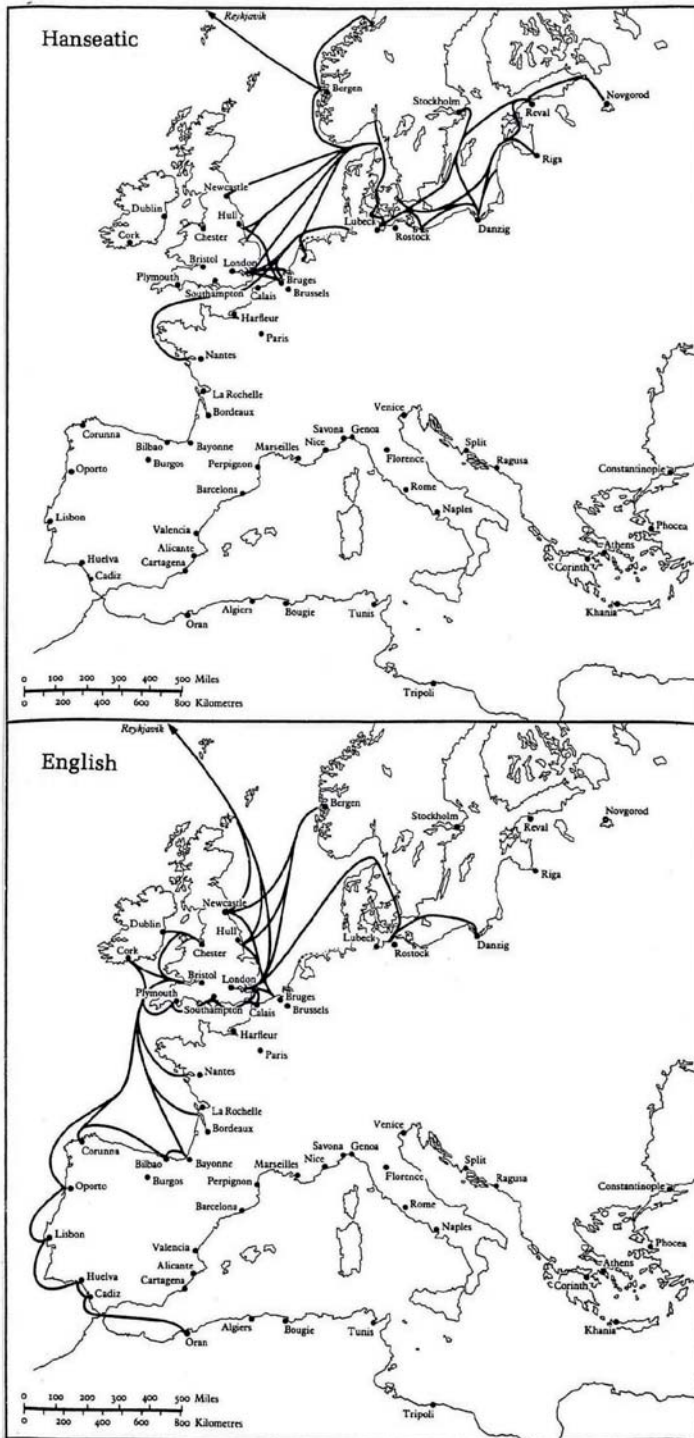 Hanseatic
Reykjavik
Bergen
Stockholm
Reval
Novgorod
Riga
Newcastle
Dublin
Hull
Cork
Chester
Lubeck
Rostock
Danzig
Bristol
London
Bruges
Plymouth
Southampton
Calais
Brussels
Harfleur
Paris
Nantes
La Rochelle
Bordeaux
Venice
Corunna
Savona
Genoa
Bilbao
Bayonne
Marseilles
Nice
Split
Burgos
Perpignon
Florence
Ragusa
Oporto
Constantinople
Barcelona
Rome
Naples
Lisbon
Valencia
Phocea
Alicante
Athens
Huelva
Cartagena
Corinth
Cadiz
Algiers
Bougie
Tunis
Khania
Oran
0 100 200 300 400 500 Miles
0 200 400 600 800 Kilometres
Tripoli
Reykjavik
English
Bergen
Stockholm
Reval
Novgorod
Riga
Newcastle
Dublin
Hull
Cork
Chester
Lubeck
Rostock
Danzig
Bristol
London
Plymouth
Bruges
Southampton
Calais
Brussels
Harfleur
Paris
Nantes
La Rochelle
Bordeaux
Venice
Corunna
Savona
Genoa
Bilbao
Bayonne
Marseilles
Nice
Split
Burgos
Perpignon
Florence
Ragusa
Oporto
Constantinople
Barcelona
Rome
Naples
Lisbon
Valencia
Phocea
Alicante
Athens
Huelva
Cartagena
Corinth
Cadiz
Algiers
Bougie
Tunis
Khania
Oran
0 100 200 300 400 500 Miles
0 200 400 600 800 Kilometres
Tripoli